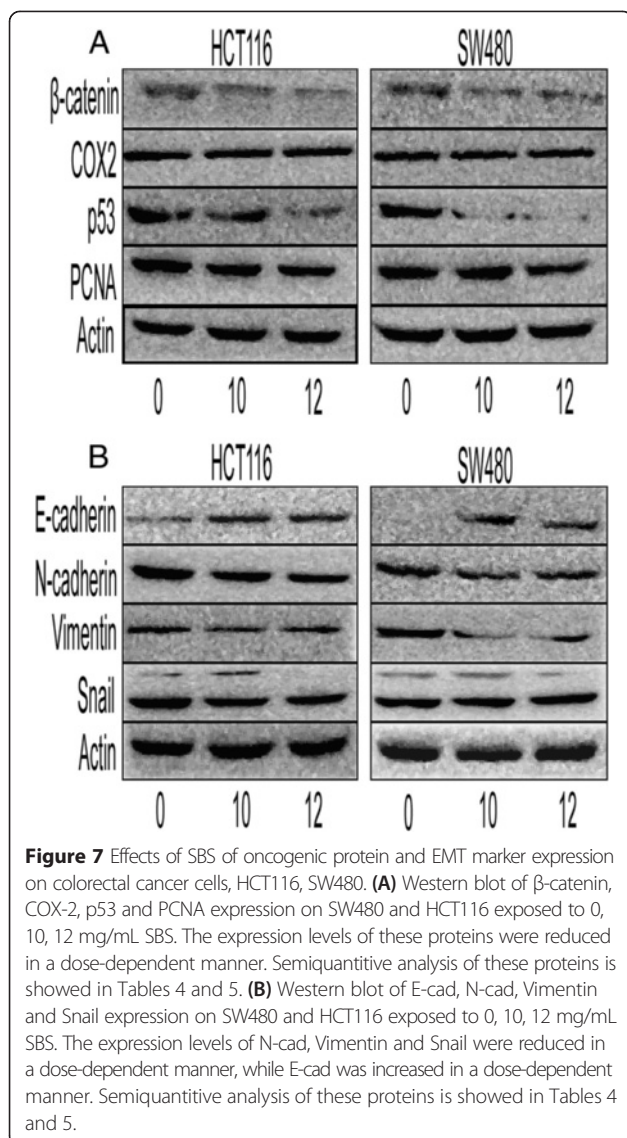 A
HCT116 SW480
β-catenin
COX2
p53
PCNA
Actin
0 10 12 0 10 12
B
HCT116 SW480
E-cadherin
N-cadherin
Vimentin
Snail
Actin
0 10 12 0 10 12
Figure 7 Effects of SBS of oncogenic protein and EMT marker expression
on colorectal cancer cells, HCT116, SW480. (A) Western blot of β-catenin,
COX-2, p53 and PCNA expression on SW480 and HCT116 exposed to 0,
10, 12 mg/mL SBS. The expression levels of these proteins were reduced
in a dose-dependent manner. Semiquantitive analysis of these proteins is
showed in Tables 4 and 5. (B) Western blot of E-cad, N-cad, Vimentin
and Snail expression on SW480 and HCT116 exposed to 0, 10, 12 mg/mL
SBS. The expression levels of N-cad, Vimentin and Snail were reduced in
a dose-dependent manner, while E-cad was increased in a dose-dependent
manner. Semiquantitive analysis of these proteins is showed in Tables 4
and 5.